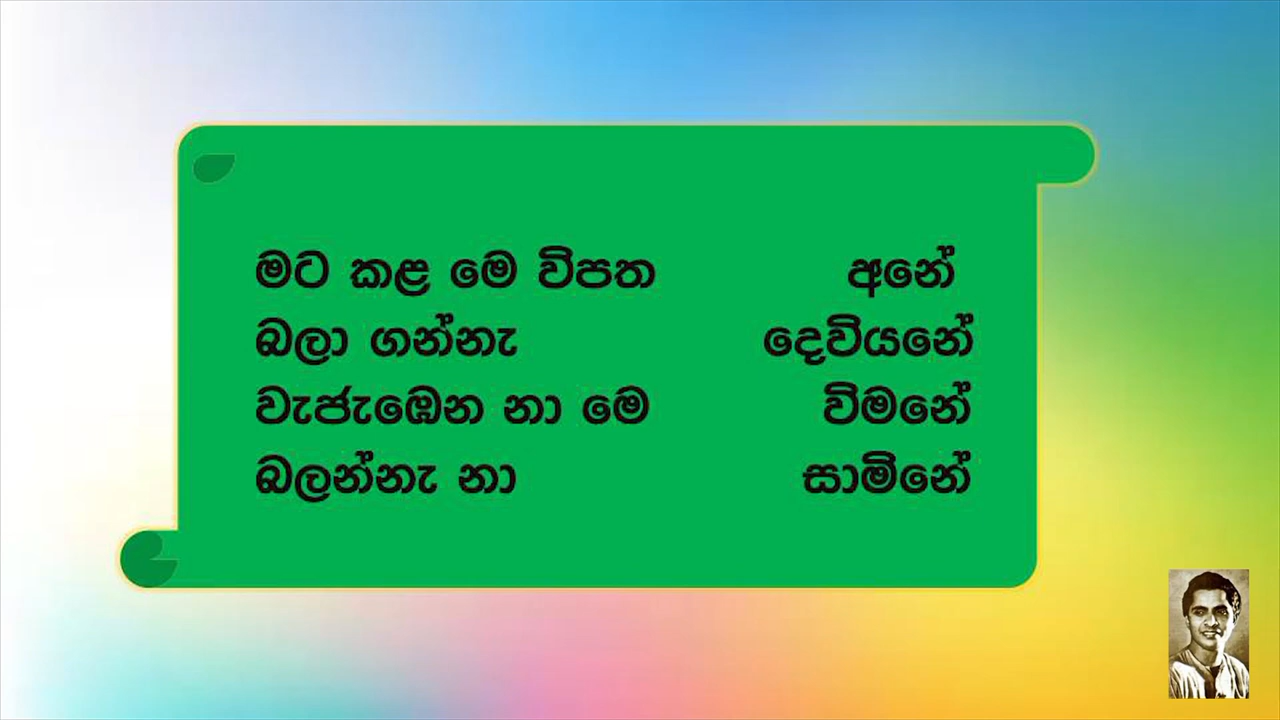 මට කළ මෙ විපත අනේ
බලා ගන්නැ දෙවියනේ
වැජැඹෙන නා මෙ විමනේ
බලන්නැ නා සාමිනේ